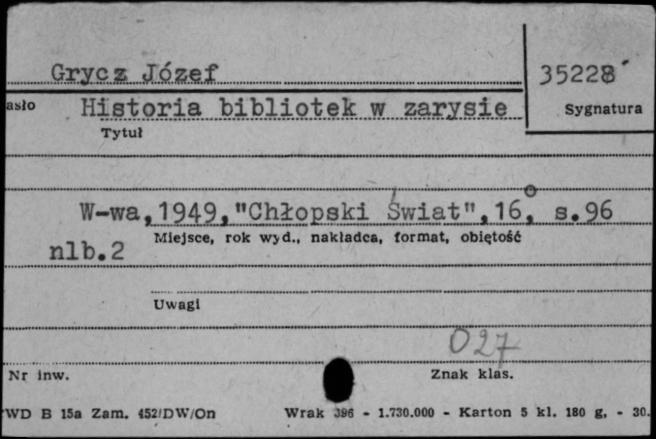 Grycz Józef
35228
asło
Historia bibliotek w zarysie
Sygnatura
Tytuł
W-wa,1949,"Chłopski Świat",16°, s.96
Miejsce, rok wyd., nakładca, format, objętość
nlb.2
Uwagi
027
Nr inw.
Znak klas.
WD B 15a Zam. 452/DW/On
Wrak 396 - 1.730.000 - Karton 5 kl. 180 g. - 30.